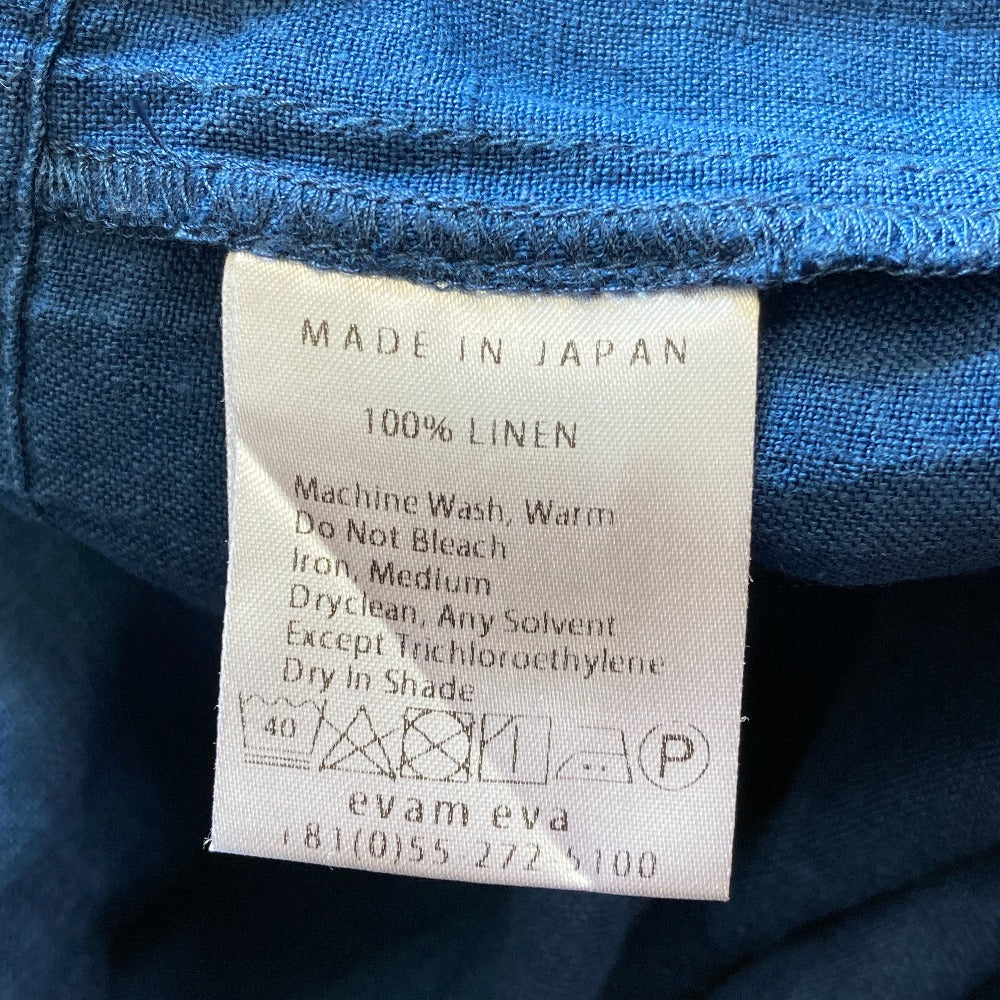 MADE IN JAPAN
100% LINEN
Machine Wash, Warm
Do Not Bleach
Iron, Medium
Dryclean, Any Solvent
Except Trichloroethylene
Dry in Shade
40 P
evam eva
+81(0)55-272-5100